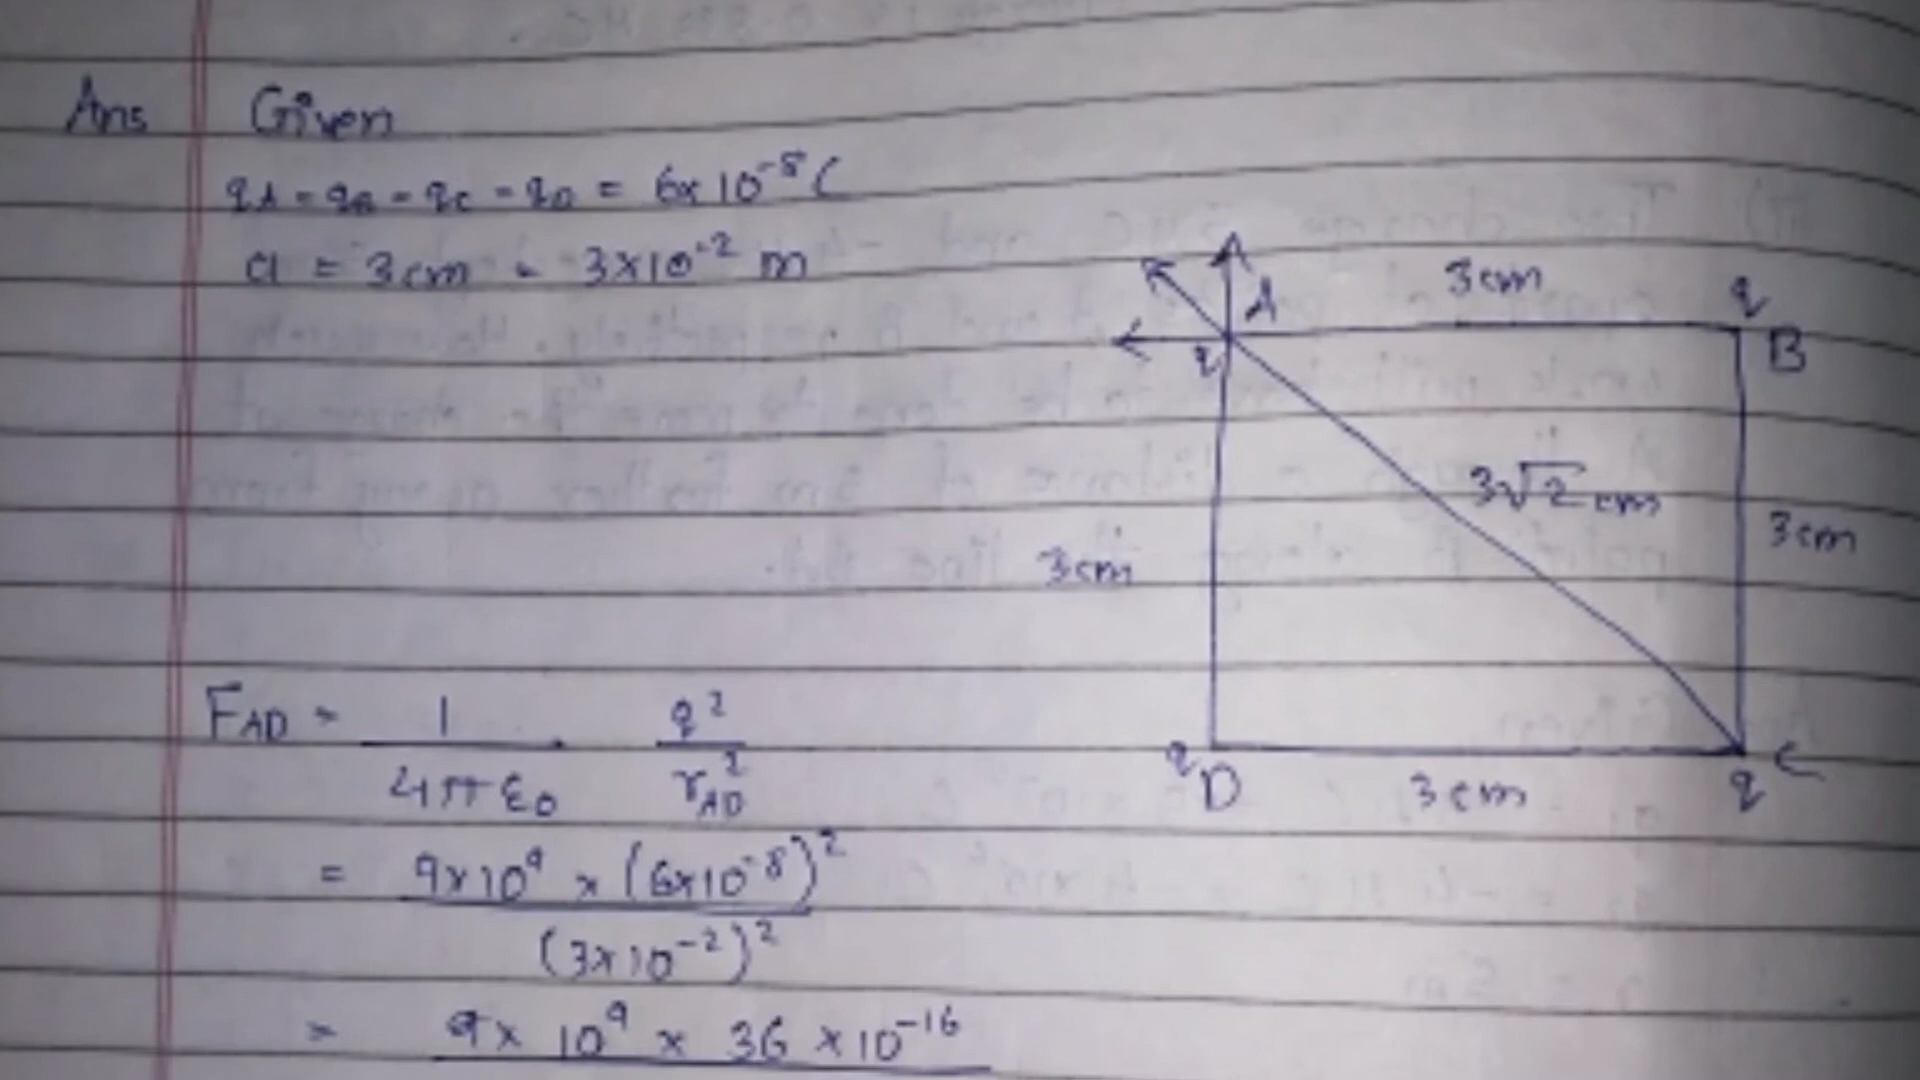 Ans Given
qA = qB = qC = qD = 6×10⁻⁸ C
a = 3cm = 3×10⁻² m
A 3cm q
q B
3√2 cm
3cm 3cm
q D 3cm q C
FAD = 1 q²
4πε0 r²AD
= 9×10⁹ × (6×10⁻⁸)²
(3×10⁻²)²
= 9× 10⁹ × 36 ×10⁻¹⁶